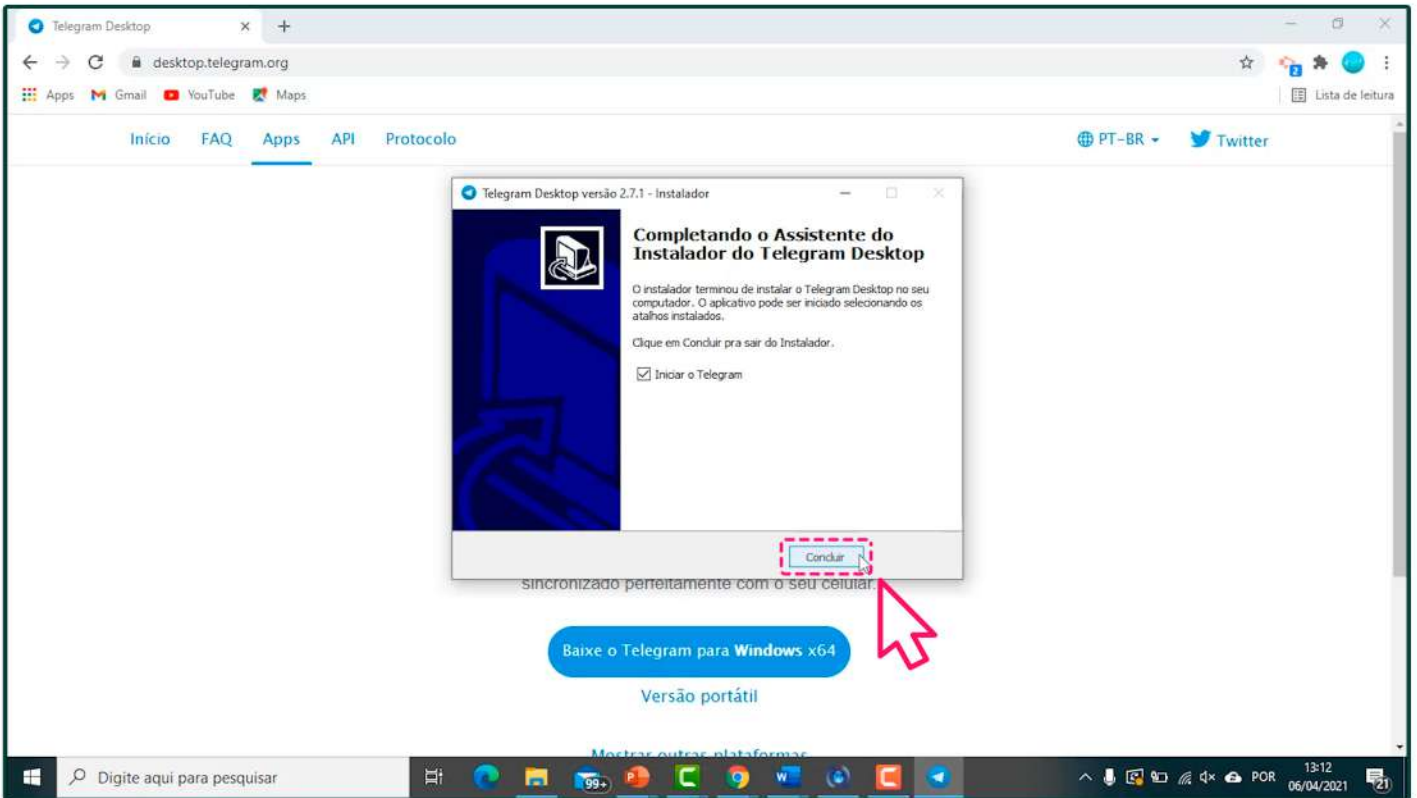 Telegram Desktop
desktop.telegram.org
Apps Gmail YouTube Maps Lista de leitura
Início FAQ Apps API Protocolo PT-BR Twitter
Telegram Desktop versão 2.7.1 - Instalador
Completando o Assistente do
Instalador do Telegram Desktop
O instalador terminou de instalar o Telegram Desktop no seu
computador. O aplicativo pode ser iniciado selecionando os
atalhos instalados.
Clique em Concluir pra sair do Instalador.
Iniciar o Telegram
Concluir
sincronizado perfeitamente com o seu celular.
Baixe o Telegram para Windows x64
Versão portátil
Mostrar outras plataformas
Digite aqui para pesquisar
99+
POR
13:12
06/04/2021
21
2